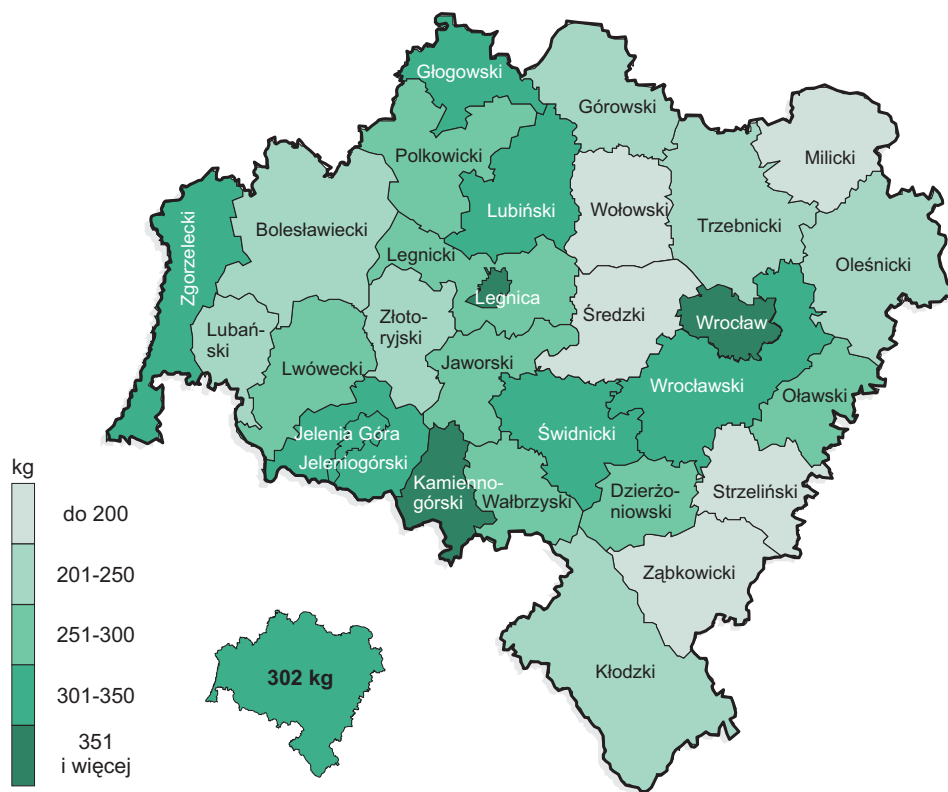 Głogowski
Górowski
Milicki
Polkowicki
Lubiński
Wołowski
Trzebnicki
Zgorzelecki
Bolesławiecki
Legnicki
Oleśnicki
Legnica
Średzki
Wrocław
Lubań-
ski
Złoto-
ryjski
Lwówecki
Jaworski
Wrocławski
Oławski
Jelenia Góra
Jeleniogórski
Świdnicki
Kamienno-
górski
Wałbrzyski
Dzierżo-
niowski
Strzeliński
Ząbkowicki
Kłodzki
kg
do 200
201-250
251-300
301-350
351
i więcej
302 kg